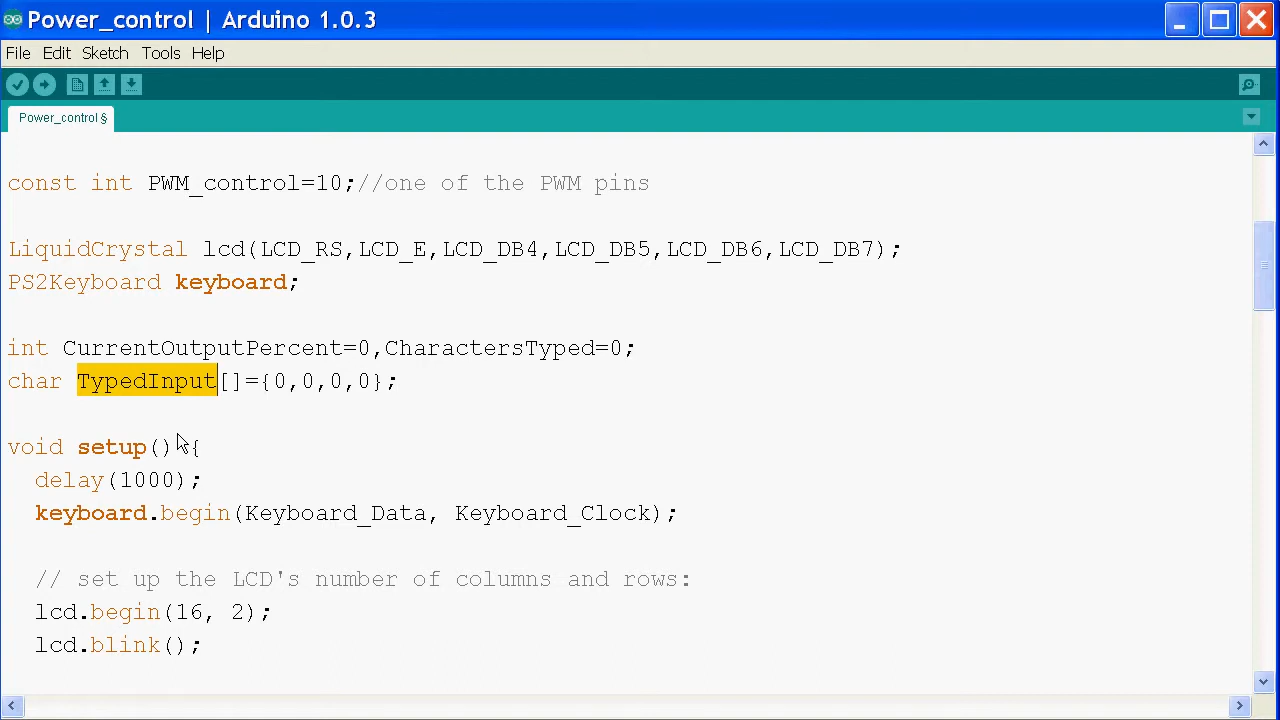 Power_control | Arduino 1.0.3
File Edit Sketch Tools Help
Power_control §
const int PWM_control=10;//one of the PWM pins
LiquidCrystal lcd(LCD_RS,LCD_E,LCD_DB4,LCD_DB5,LCD_DB6,LCD_DB7);
PS2Keyboard keyboard;
int CurrentOutputPercent=0,CharactersTyped=0;
char TypedInput[]={0,0,0,0};
void setup() {
delay(1000);
keyboard.begin(Keyboard_Data, Keyboard_Clock);
// set up the LCD's number of columns and rows:
lcd.begin(16, 2);
lcd.blink();